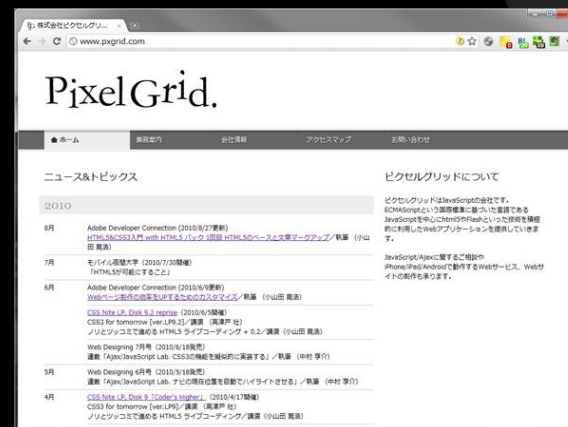 株式会社ピクセルグリ...
www.pxgrid.com
PixelGrid.
ホーム 業務案内 会社情報 アクセスマップ お問い合わせ
ニュース&トピックス
2010
8月 Adobe Developer Connection (2010/8/27更新)
HTML5&CSS3入門 with HTML5 パック 1回目 HTML5のベースと文章マークアップ／執筆 （小山田 晃浩）
7月 モバイル夜間大学 (2010/7/30開催)
「HTML5が可能にすること」
6月 Adobe Developer Connection (2010/6/9更新)
Webページ制作の効率をUPするためのカスタマイズ／執筆 （小山田 晃浩）
CSS Nite LP, Disk 9.2 reprise (2010/6/5開催)
CSS3 for tomorrow [ver.LP9.2]／講演 （高津戸 壮）
ノリとツッコミで進める HTML5 ライブコーディング + 0.2／講演（小山田 晃浩）
Web Designing 7月号 (2010/6/18発売)
連載「Ajax/JavaScript Lab. CSS3の機能を擬似的に実装する」／執筆 （中村 享介）
5月 Web Designing 6月号 (2010/5/18発売)
連載「Ajax/JavaScript Lab. ナビの現在位置を自動でハイライトさせる」／執筆 （中村 享介）
4月 CSS Nite LP, Disk 9「Coder's Higher」 (2010/4/17開催)
CSS3 for tomorrow [ver.LP9]／講演 （高津戸 壮）
ノリとツッコミで進める HTML5 ライブコーディング／講演（小山田 晃浩）
ピクセルグリッドについて
ピクセルグリッドはJavaScriptの会社です。
ECMAScriptという国際標準に基づいた言語である
JavaScriptを中心にhtml5やFlashといった技術を積極
的に利用したWebアプリケーションを提供していきま
す。
JavaScript/Ajaxに関するご相談や
iPhone/iPad/Androidで動作するWebサービス、Webサ
イトの制作も承ります。